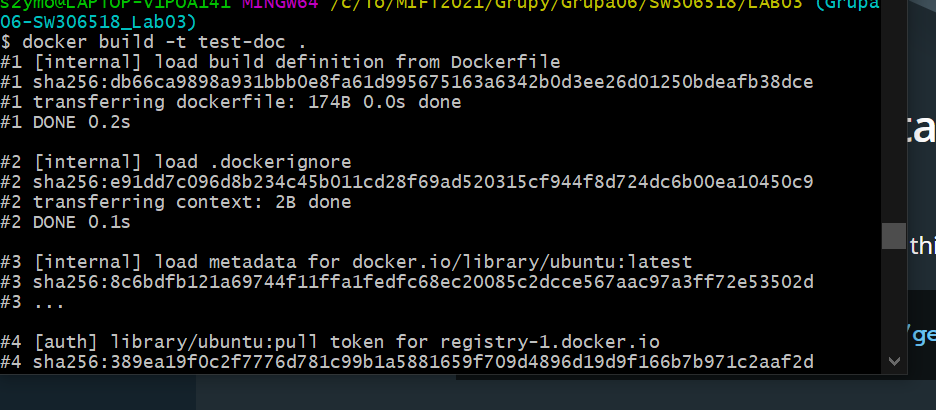 szymo@LAPTOP-V1POA141 MINGW64 /c/To/MIFT2021/Grupy/Grupa06/SW306518/LAB03 (Grupa
06-SW306518_Lab03)
$ docker build -t test-doc .
#1 [internal] load build definition from Dockerfile
#1 sha256:db66ca9898a931bbb0e8fa61d995675163a6342b0d3ee26d01250bdeafb38dce
#1 transferring dockerfile: 174B 0.0s done
#1 DONE 0.2s
#2 [internal] load .dockerignore
#2 sha256:e91dd7c096d8b234c45b011cd28f69ad520315cf944f8d724dc6b00ea10450c9
#2 transferring context: 2B done
#2 DONE 0.1s
#3 [internal] load metadata for docker.io/library/ubuntu:latest
#3 sha256:8c6bdfb121a69744f11ffa1fedfc68ec20085c2dcce567aac97a3ff72e53502d
#3 ...
#4 [auth] library/ubuntu:pull token for registry-1.docker.io
#4 sha256:389ea19f0c2f7776d781c99b1a5881659f709d4896d19d9f166b7b971c2aaf2d
ta
thi
/ge